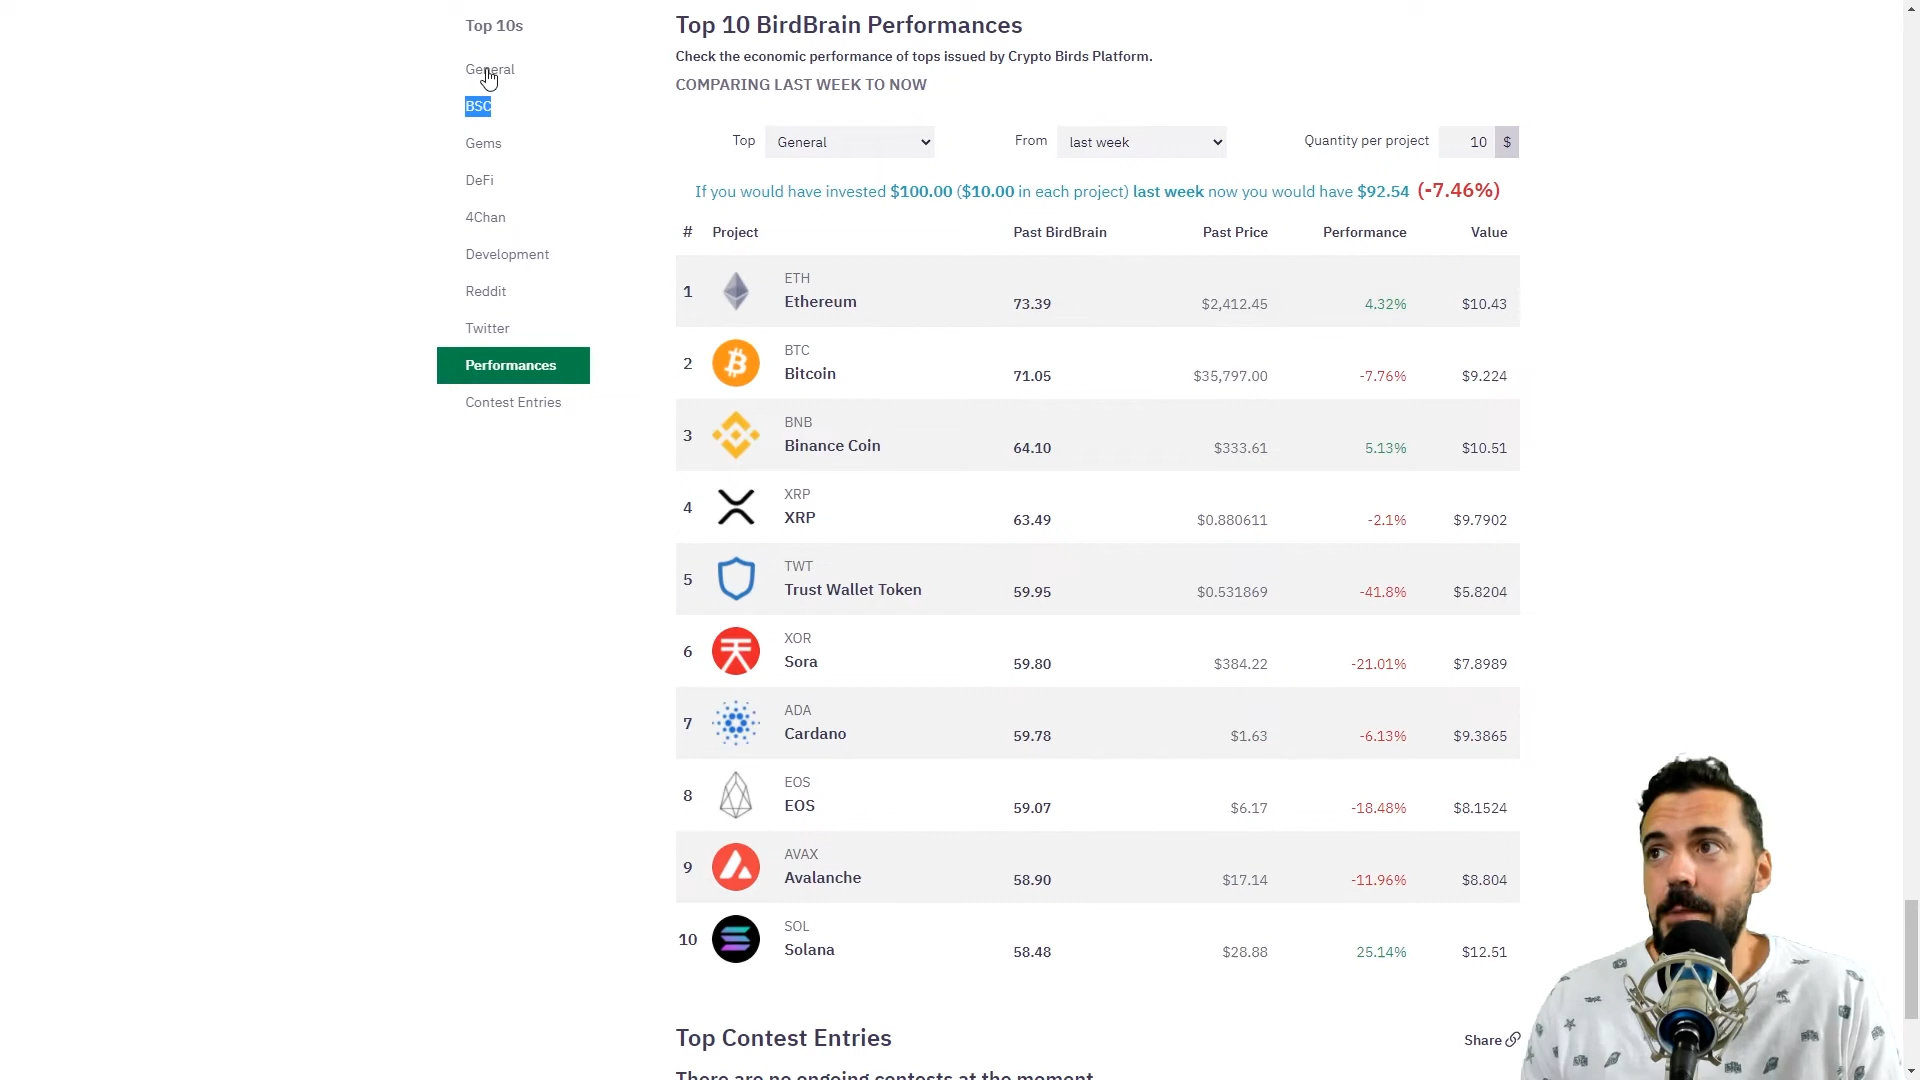 Top 10s
General
BSC
Gems
DeFi
4Chan
Development
Reddit
Twitter
Performances
Contest Entries
Top 10 BirdBrain Performances
Check the economic performance of tops issued by Crypto Birds Platform.
COMPARING LAST WEEK TO NOW
Top General From last week Quantity per project 10 $
If you would have invested $100.00 ($10.00 in each project) last week now you would have $92.54 (-7.46%)
# Project Past BirdBrain Past Price Performance Value
1 ETH
Ethereum 73.39 $2,412.45 4.32% $10.43
2 BTC
Bitcoin 71.05 $35,797.00 -7.76% $9.224
3 BNB
Binance Coin 64.10 $333.61 5.13% $10.51
4 XRP
XRP 63.49 $0.880611 -2.1% $9.7902
5 TWT
Trust Wallet Token 59.95 $0.531869 -41.8% $5.8204
6 XOR
Sora 59.80 $384.22 -21.01% $7.8989
7 ADA
Cardano 59.78 $1.63 -6.13% $9.3865
8 EOS
EOS 59.07 $6.17 -18.48% $8.1524
9 AVAX
Avalanche 58.90 $17.14 -11.96% $8.804
10 SOL
Solana 58.48 $28.88 25.14% $12.51
Top Contest Entries Share
There are no ongoing contests at the moment